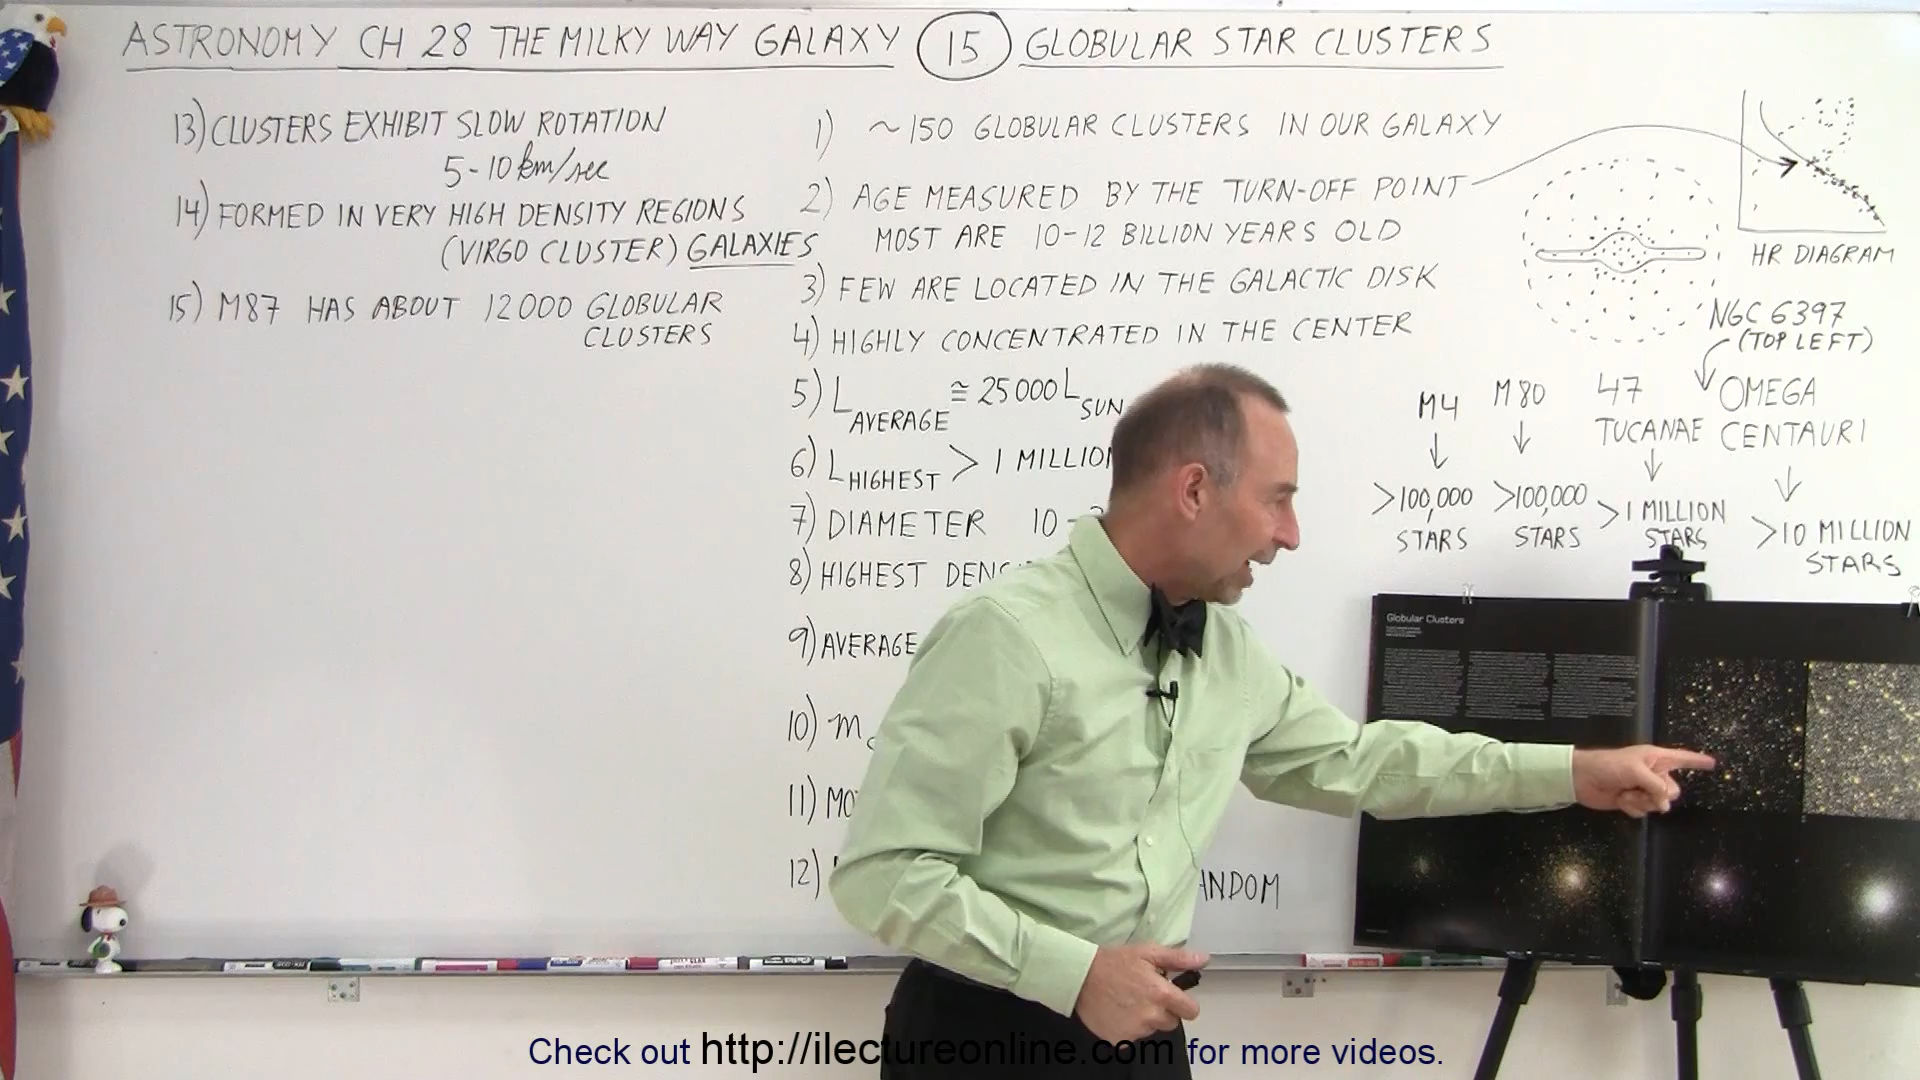 ASTRONOMY CH 28 THE MILKY WAY GALAXY 15 GLOBULAR STAR CLUSTERS
13) CLUSTERS EXHIBIT SLOW ROTATION
5-10 km/sec
14) FORMED IN VERY HIGH DENSITY REGIONS
(VIRGO CLUSTER) GALAXIES
15) M87 HAS ABOUT 12000 GLOBULAR
CLUSTERS
1) ~150 GLOBULAR CLUSTERS IN OUR GALAXY
2) AGE MEASURED BY THE TURN-OFF POINT
MOST ARE 10-12 BILLION YEARS OLD
3) FEW ARE LOCATED IN THE GALACTIC DISK
4) HIGHLY CONCENTRATED IN THE CENTER
5) L AVERAGE ≅ 25000 L SUN
6) L HIGHEST > 1 MILLION
7) DIAMETER 10-
8) HIGHEST DENS
9) AVERAGE
10) m
11) MO
12)
ANDOM
HR DIAGRAM
NGC 6397
(TOP LEFT)
M4
>100,000
STARS
M80
>100,000
STARS
47
TUCANAE
>1 MILLION
STARS
OMEGA
CENTAURI
>10 MILLION
STARS
Globular Clusters
Check out http://ilectureonline.com for more videos.